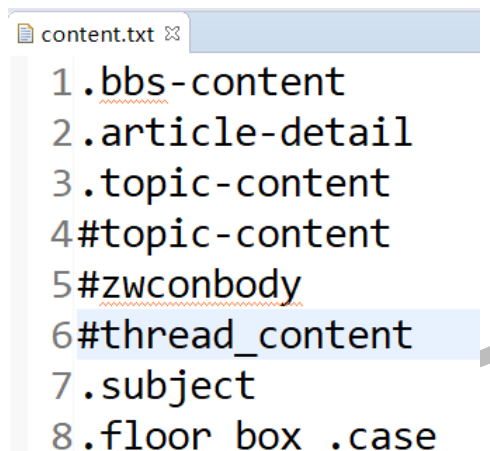 content.txt
1 .bbs-content
2 .article-detail
3 .topic-content
4 #topic-content
5 #zwconbody
6 #thread_content
7 .subject
8 .floor box .case